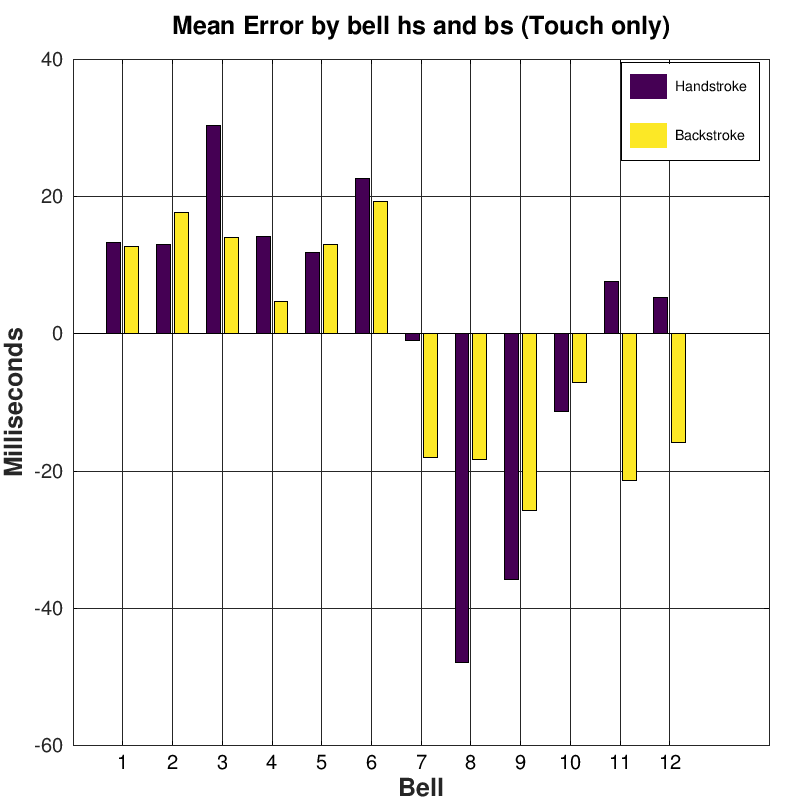 Mean Error by bell hs and bs (Touch only)
Handstroke
Backstroke
40
20
0
-20
-40
-60
Milliseconds
1 2 3 4 5 6 7 8 9 10 11 12
Bell